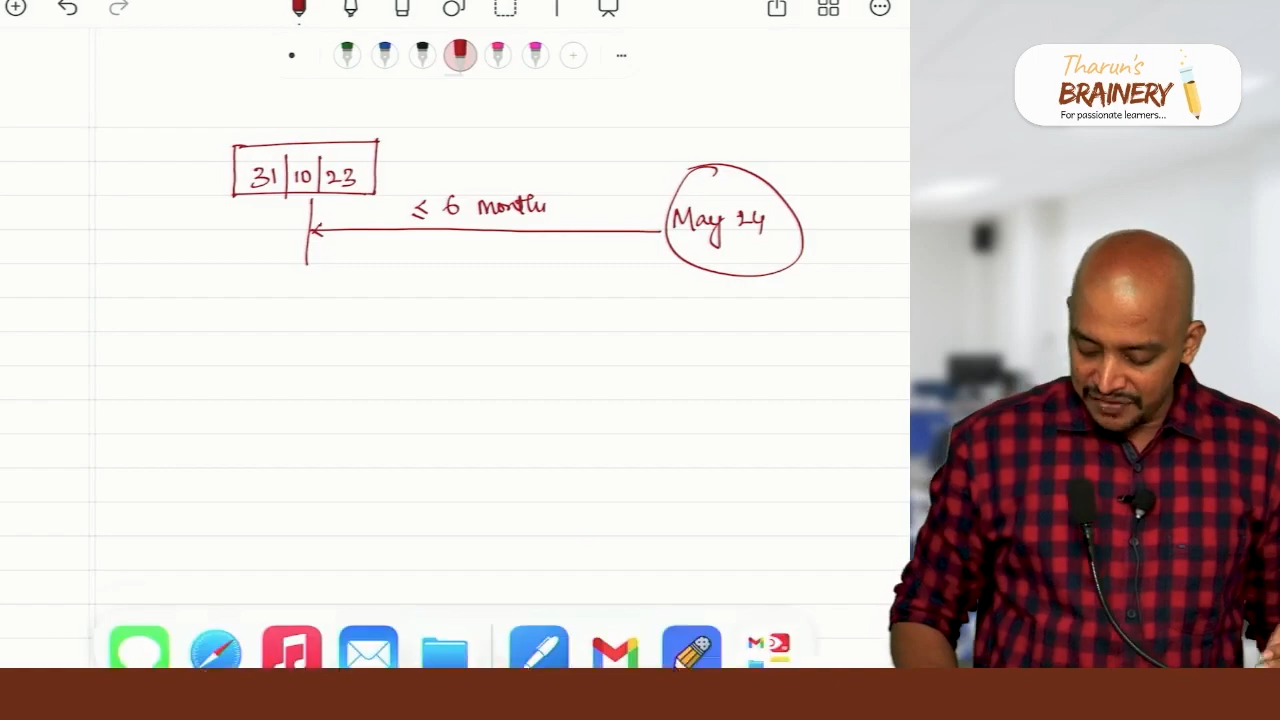 Tharun's
BRAINERY
For passionate learners...
31|10|23
≤ 6 months
May 24